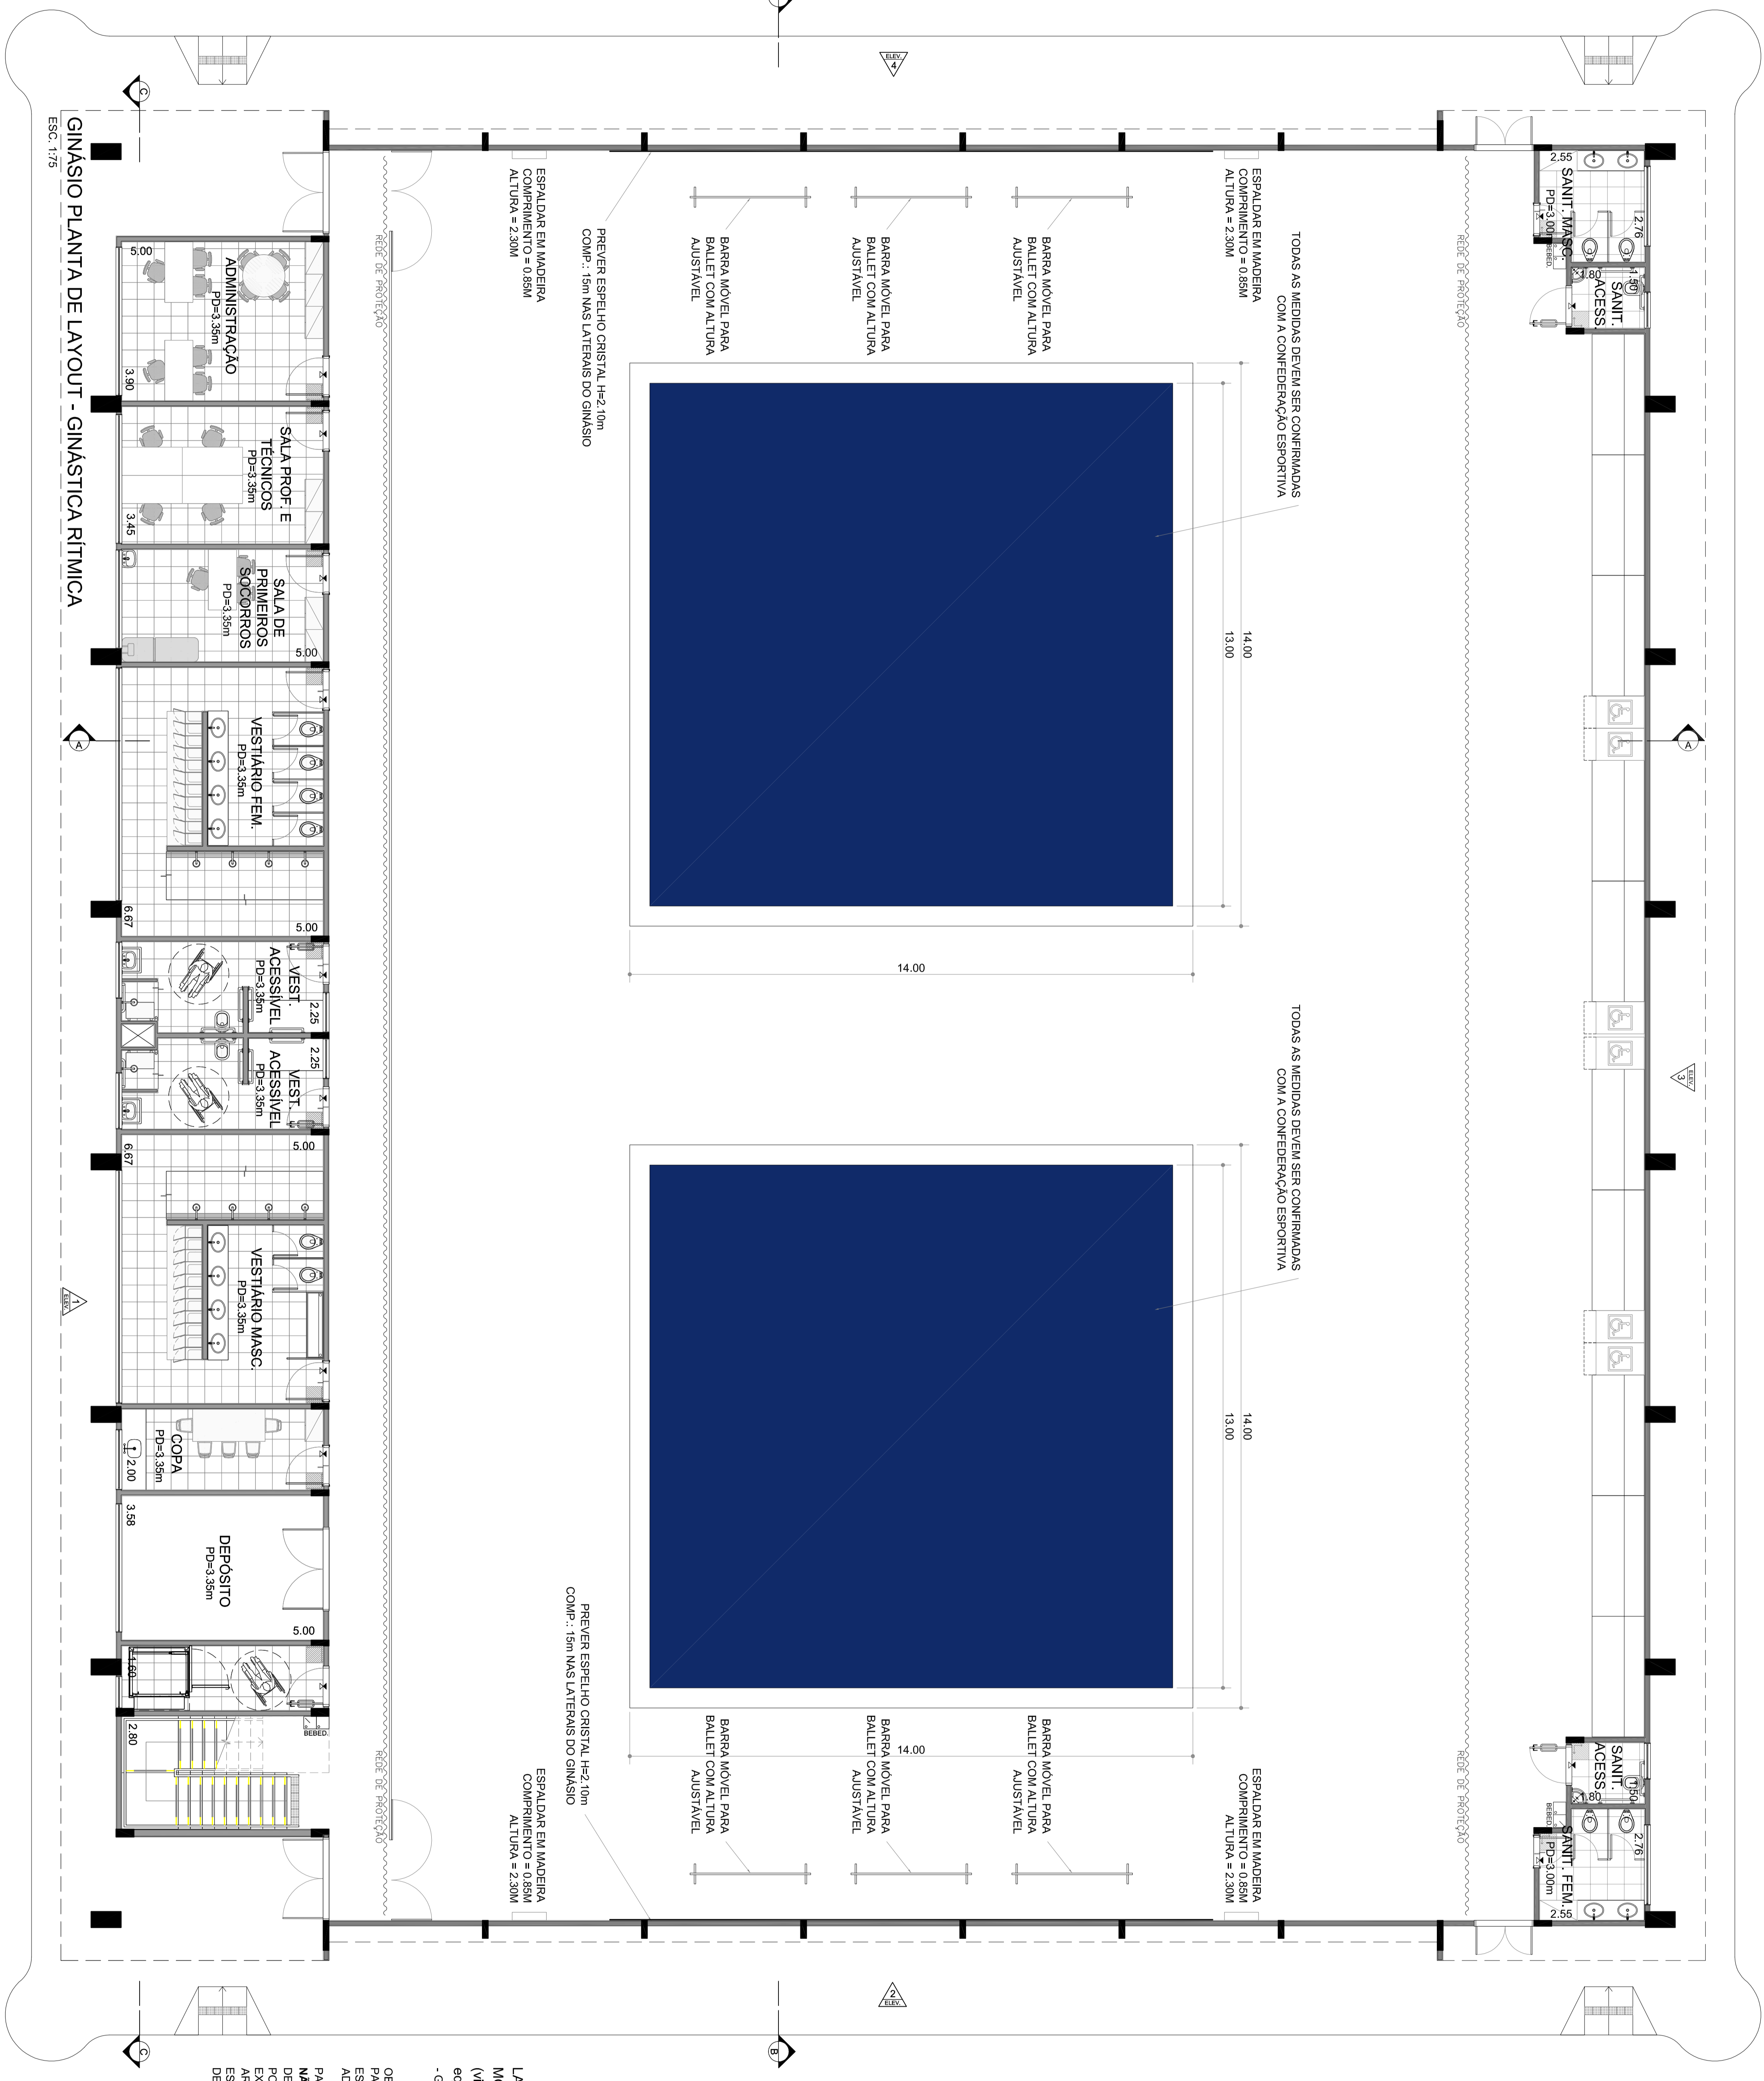 GINÁSIO PLANTA DE LAYOUT - GINÁSTICA RÍTMICA
ESC. 1:75
ELEV.
4
C
2.55
SANIT. MASC.
PD=3.00m
2.76
BEBED.
1.80
1.50
SANIT.
ACESS.
REDE DE PROTEÇÃO
REDE DE PROTEÇÃO
ESPALDAR EM MADEIRA
COMPRIMENTO = 0.85M
ALTURA = 2.30M
ESPALDAR EM MADEIRA
COMPRIMENTO = 0.85M
ALTURA = 2.30M
BARRA MÓVEL PARA
BALLET COM ALTURA
AJUSTÁVEL
BARRA MÓVEL PARA
BALLET COM ALTURA
AJUSTÁVEL
BARRA MÓVEL PARA
BALLET COM ALTURA
AJUSTÁVEL
PREVER ESPELHO CRISTAL H=2.10m
COMP.: 15m NAS LATERAIS DO GINÁSIO
TODAS AS MEDIDAS DEVEM SER CONFIRMADAS
COM A CONFEDERAÇÃO ESPORTIVA
14.00
13.00
14.00
5.00
ADMINISTRAÇÃO
PD=3.35m
3.90
SALA PROF. E
TÉCNICOS
PD=3.35m
3.45
SALA DE
PRIMEIROS
SOCORROS
PD=3.35m
5.00
A
A
VESTIÁRIO FEM.
PD=3.35m
6.67
5.00
VEST.
ACESSÍVEL
PD=3.35m
2.25
VEST.
ACESSÍVEL
PD=3.35m
2.25
ELEV.
3
TODAS AS MEDIDAS DEVEM SER CONFIRMADAS
COM A CONFEDERAÇÃO ESPORTIVA
14.00
13.00
14.00
6.67
5.00
VESTIÁRIO MASC.
PD=3.35m
1
ELEV.
COPA
PD=3.35m
2.00
3.58
DEPÓSITO
PD=3.35m
5.00
1.60
BEBED.
2.80
PREVER ESPELHO CRISTAL H=2.10m
COMP.: 15m NAS LATERAIS DO GINÁSIO
BARRA MÓVEL PARA
BALLET COM ALTURA
AJUSTÁVEL
BARRA MÓVEL PARA
BALLET COM ALTURA
AJUSTÁVEL
BARRA MÓVEL PARA
BALLET COM ALTURA
AJUSTÁVEL
ESPALDAR EM MADEIRA
COMPRIMENTO = 0.85M
ALTURA = 2.30M
ESPALDAR EM MADEIRA
COMPRIMENTO = 0.85M
ALTURA = 2.30M
REDE DE PROTEÇÃO
REDE DE PROTEÇÃO
SANIT.
ACESS.
1.50
1.80
BEBED.
SANIT. FEM.
PD=3.00m
2.76
2.55
2
ELEV.
C
B